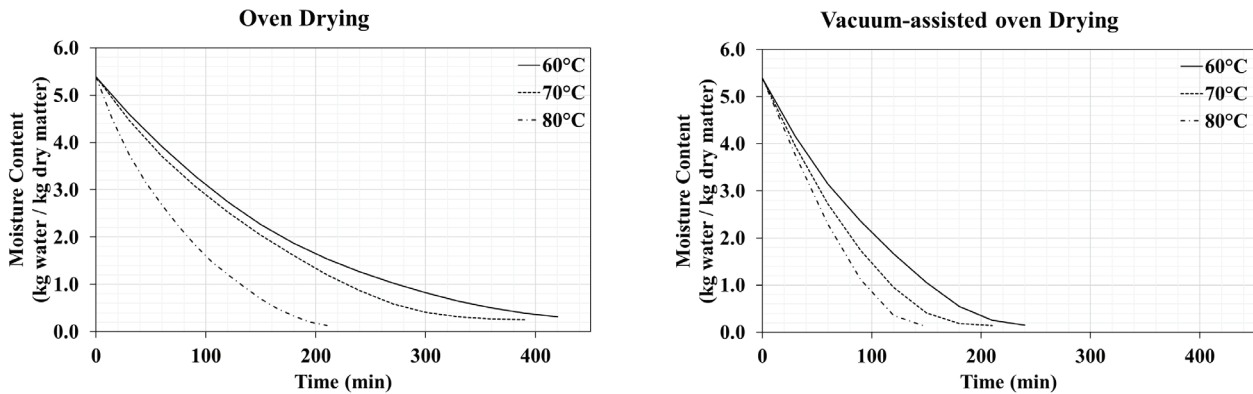 Oven Drying
Moisture Content
(kg water / kg dry matter)
6.0
5.0
4.0
3.0
2.0
1.0
0.0
0
100
200
300
400
Time (min)
60°C
70°C
80°C
Vacuum-assisted oven Drying
Moisture Content
(kg water / kg dry matter)
6.0
5.0
4.0
3.0
2.0
1.0
0.0
0
100
200
300
400
Time (min)
60°C
70°C
80°C